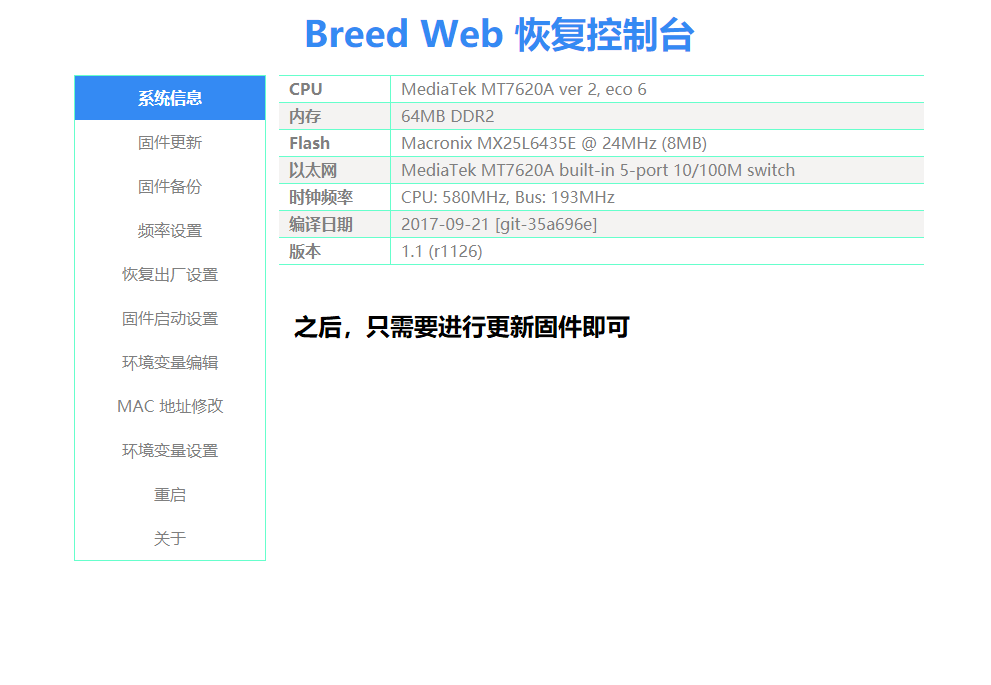 Breed Web 恢复控制台
系统信息
固件更新
固件备份
频率设置
恢复出厂设置
固件启动设置
环境变量编辑
MAC 地址修改
环境变量设置
重启
关于
CPU MediaTek MT7620A ver 2, eco 6
内存 64MB DDR2
Flash Macronix MX25L6435E @ 24MHz (8MB)
以太网 MediaTek MT7620A built-in 5-port 10/100M switch
时钟频率 CPU: 580MHz, Bus: 193MHz
编译日期 2017-09-21 [git-35a696e]
版本 1.1 (r1126)
之后，只需要进行更新固件即可